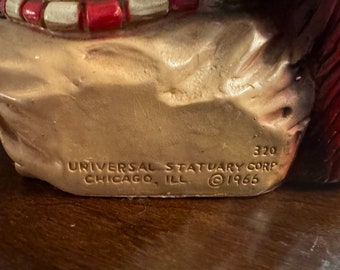 320
UNIVERSAL STATUARY CORP
CHICAGO, ILL. © 1966